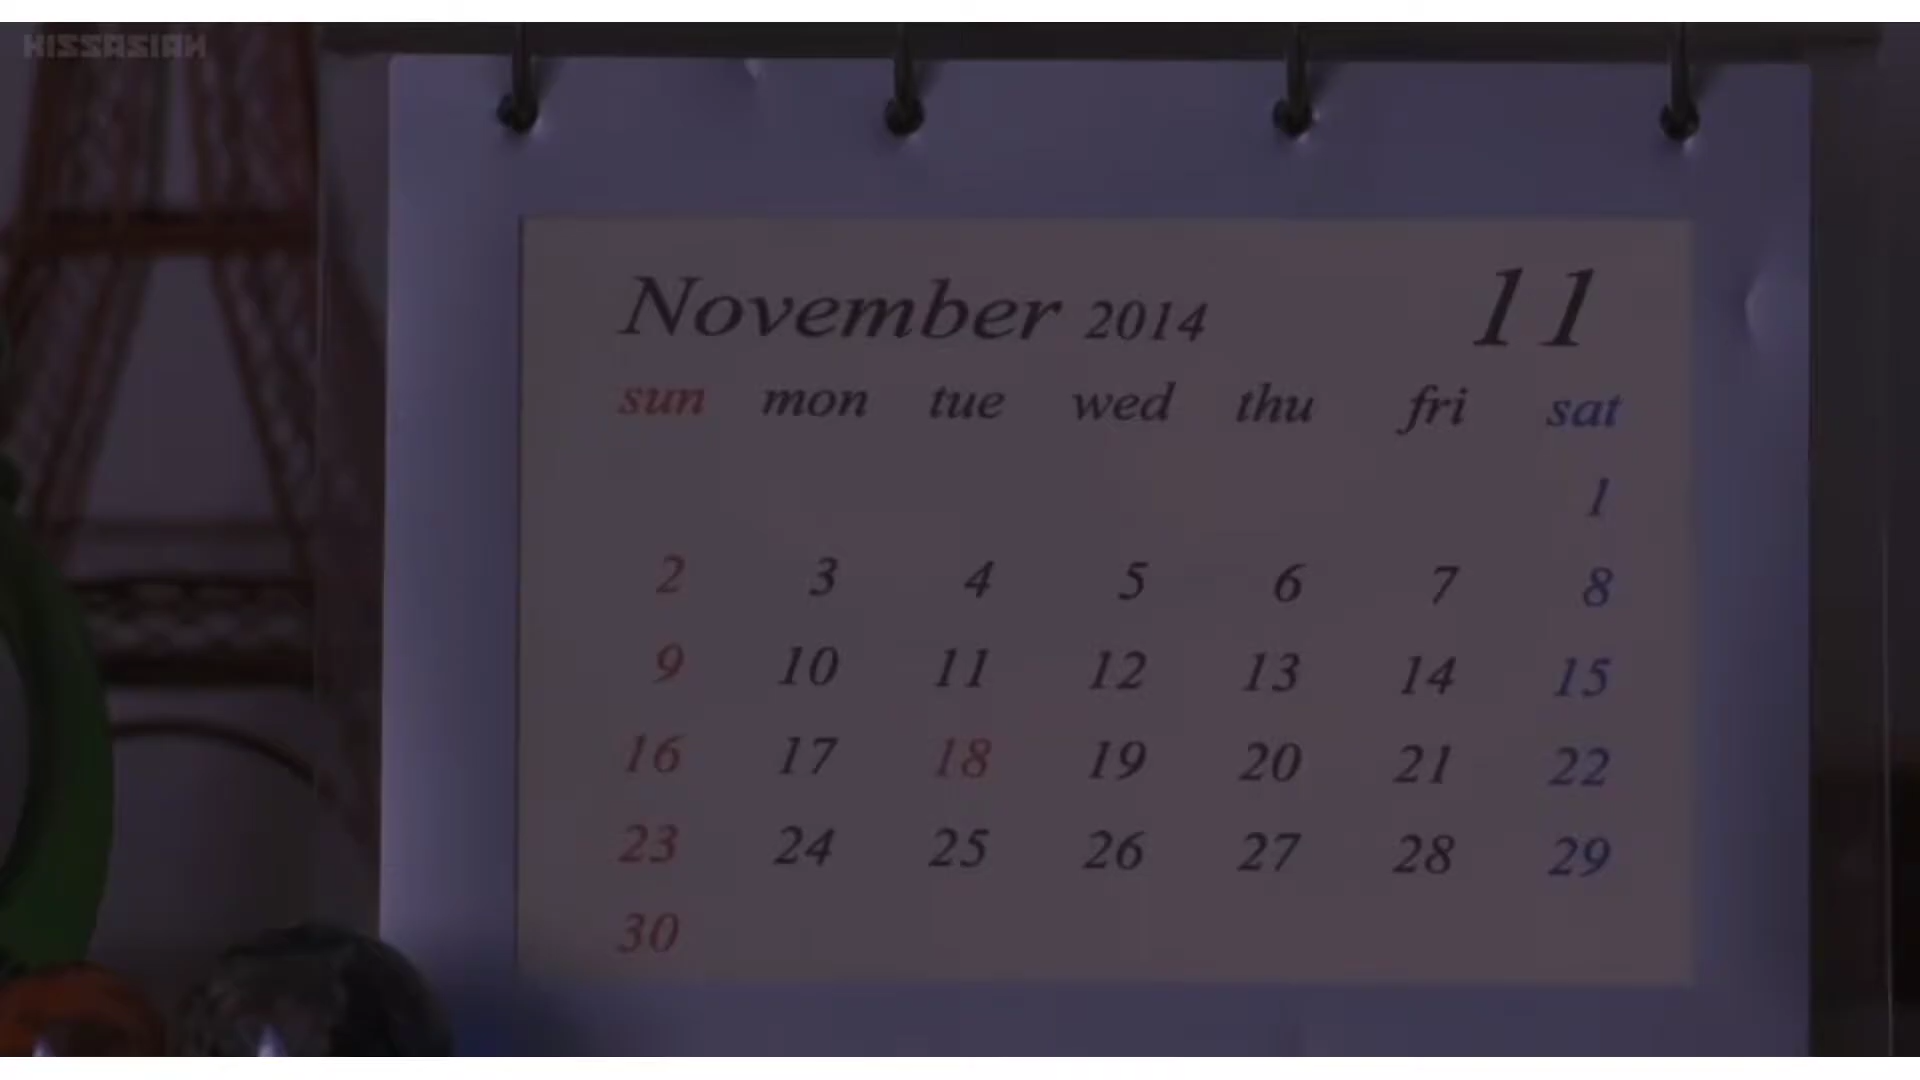 KISSASIAN
November 2014 11
sun mon tue wed thu fri sat
1
2 3 4 5 6 7 8
9 10 11 12 13 14 15
16 17 18 19 20 21 22
23 24 25 26 27 28 29
30